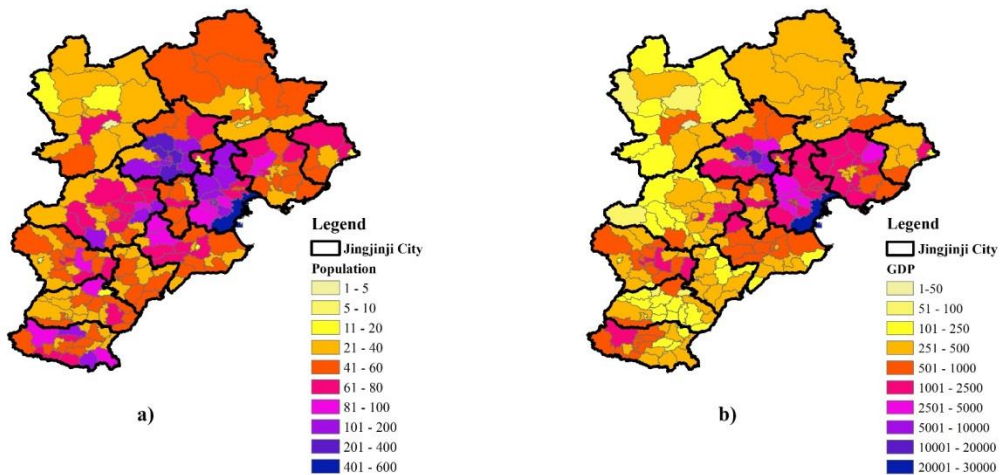 Legend
Jingjinji City
Population
1 - 5
5 - 10
11 - 20
21 - 40
41 - 60
61 - 80
81 - 100
101 - 200
201 - 400
401 - 600
a)
Legend
Jingjinji City
GDP
1-50
51 - 100
101 - 250
251 - 500
501 - 1000
1001 - 2500
2501 - 5000
5001 - 10000
10001 - 20000
20001 - 30000
b)